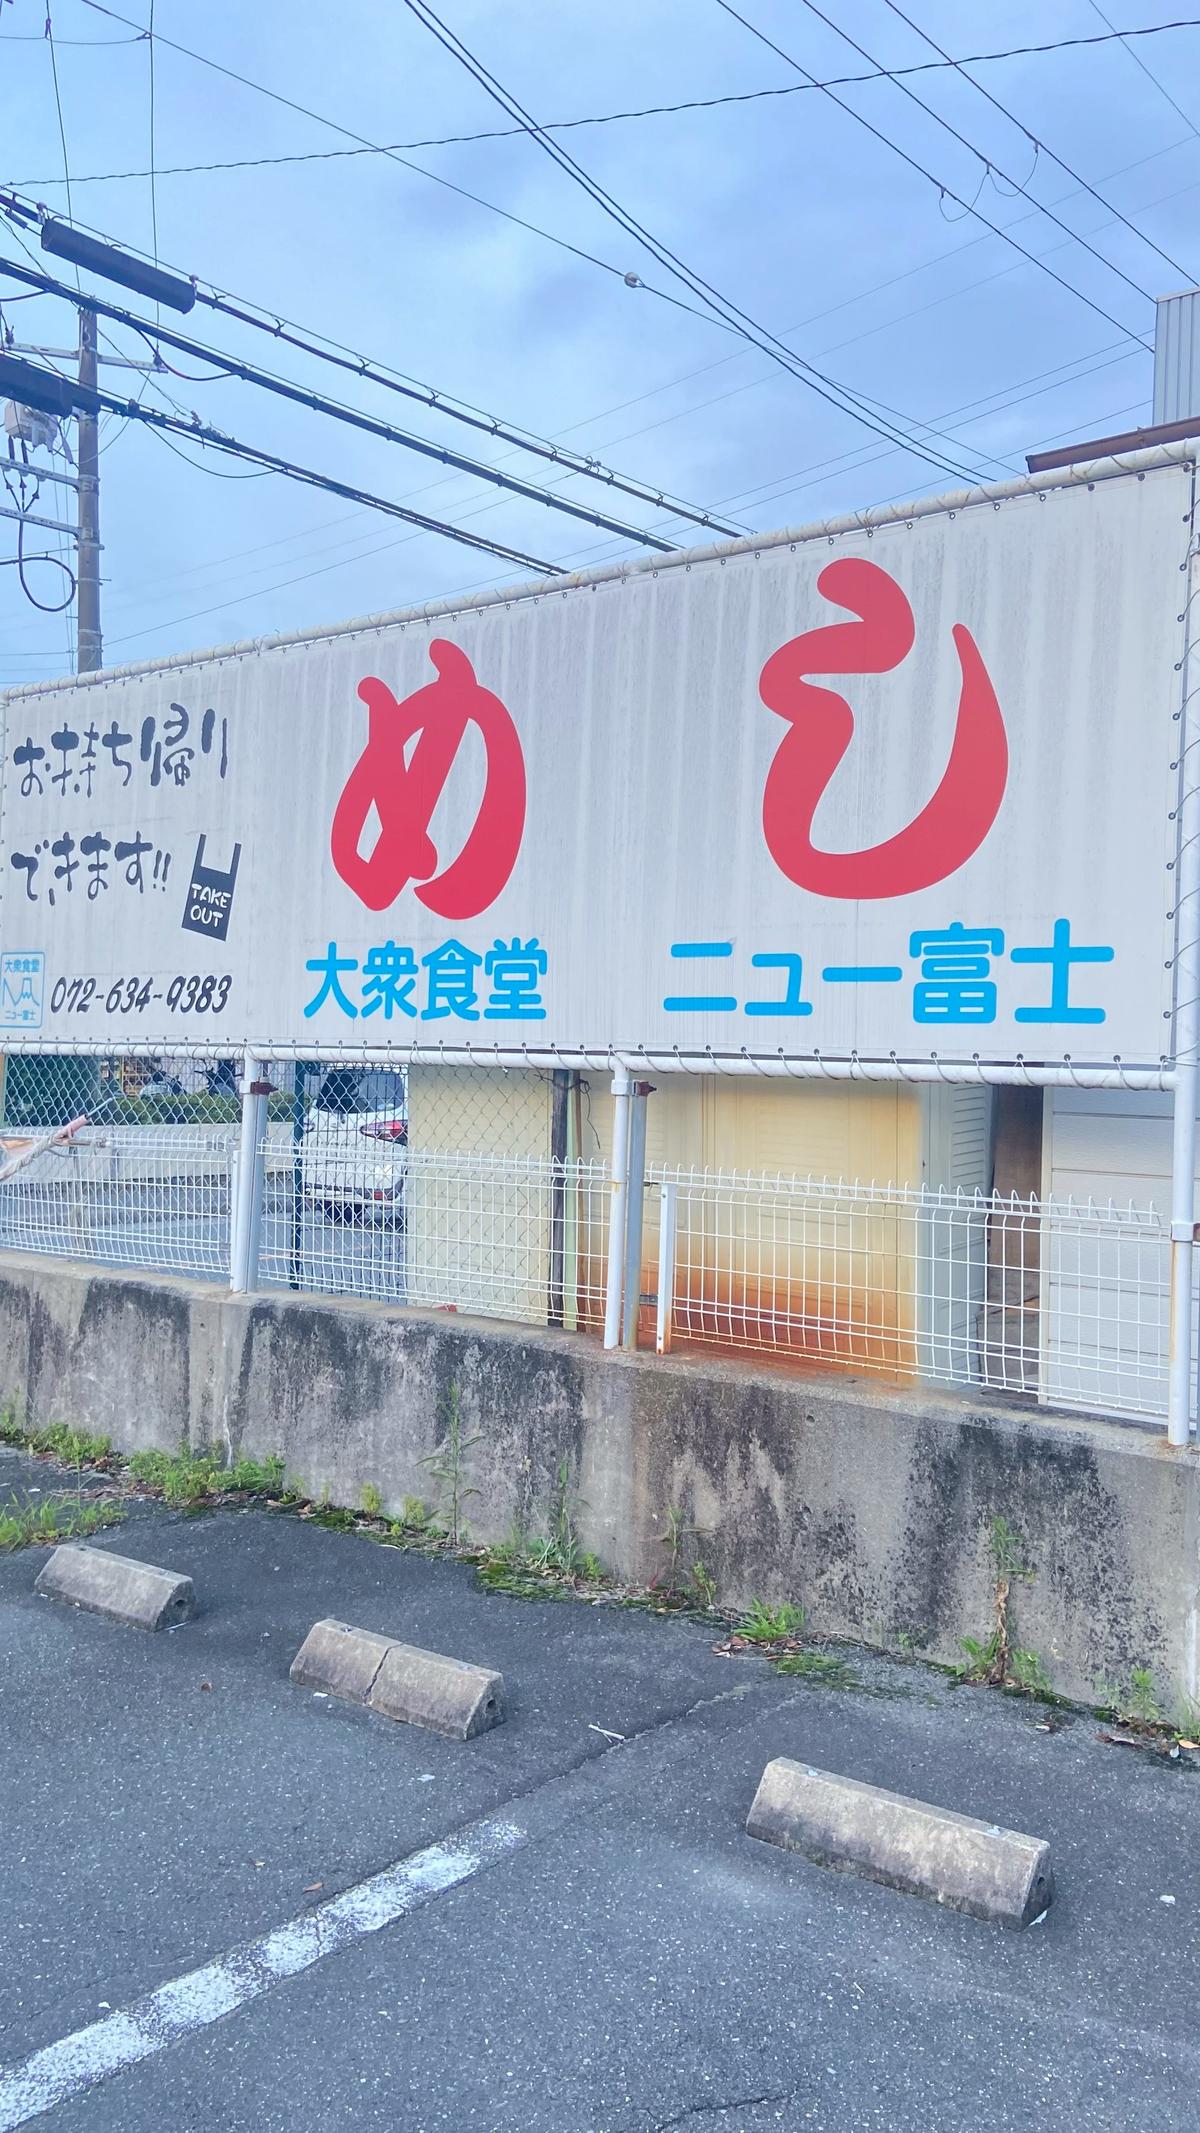 めし
大衆食堂 ニュー富士
お持ち帰り
できます!!
TAKE
OUT
大衆食堂
ニュー富士
072-634-9383